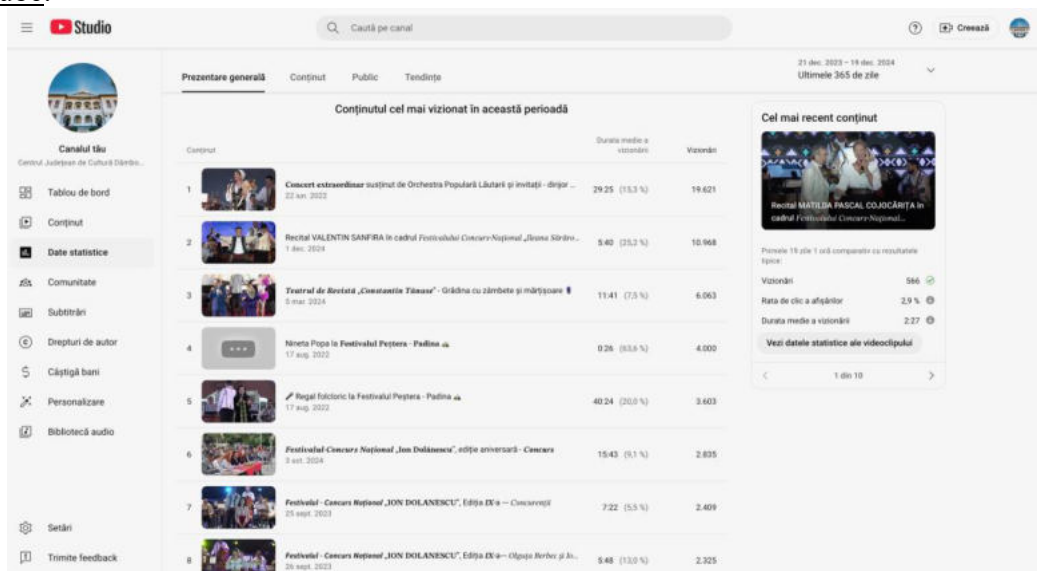 Studio
Caută pe canal
Creează
Canalul tău
Centrul Județean de Cultură Dâmbo...
Tablou de bord
Conținut
Date statistice
Comunitate
Subtitrări
Drepturi de autor
Câștigă bani
Personalizare
Bibliotecă audio
Setări
Trimite feedback
Prezentare generală Conținut Public Tendințe
21 dec. 2023 – 19 dec. 2024
Ultimele 365 de zile
Conținutul cel mai vizionat în această perioadă
Conținut Durata medie a vizionării Vizionări
1 Concert extraordinar susținut de Orchestra Populară Lăutarii și invitații - dirijor ... 29:25 (13,3 %) 19.621
22 iun. 2022
2 Recital VALENTIN SANFIRA în cadrul Festivalului Concurs-Național „Ileana Sărăro... 5:40 (25,2 %) 10.968
1 dec. 2024
3 Teatrul de Revistă „Constantin Tănase" - Grădina cu zâmbete și mărțișoare 11:41 (7,5 %) 6.063
5 mar. 2024
4 Nineta Popa la Festivalul Peștera - Padina 0:26 (63,6 %) 4.000
17 aug. 2022
5 Regal folcloric la Festivalul Peștera - Padina 40:24 (20,0 %) 3.603
17 aug. 2022
6 Festivalul-Concurs Național „Ion Dolănescu", ediție aniversară - Concurs 15:43 (9,1 %) 2.835
3 oct. 2024
7 Festivalul - Concurs Național „ION DOLANESCU", Ediția IX-a — Concurenții 7:22 (5,5 %) 2.409
25 sept. 2023
8 Festivalul - Concurs Național „ION DOLANESCU", Ediția IX-a— Olguța Berbec și Io... 5:48 (13,0 %) 2.325
26 sept. 2023
Cel mai recent conținut
Recital MATILDA PASCAL COJOCĂRIȚA în
cadrul Festivalului Concurs-Național...
Primele 19 zile 1 oră comparativ cu rezultatele
tipice:
Vizionări 566
Rata de clic a afișărilor 2,9 %
Durata medie a vizionării 2:27
Vezi datele statistice ale videoclipului
1 din 10